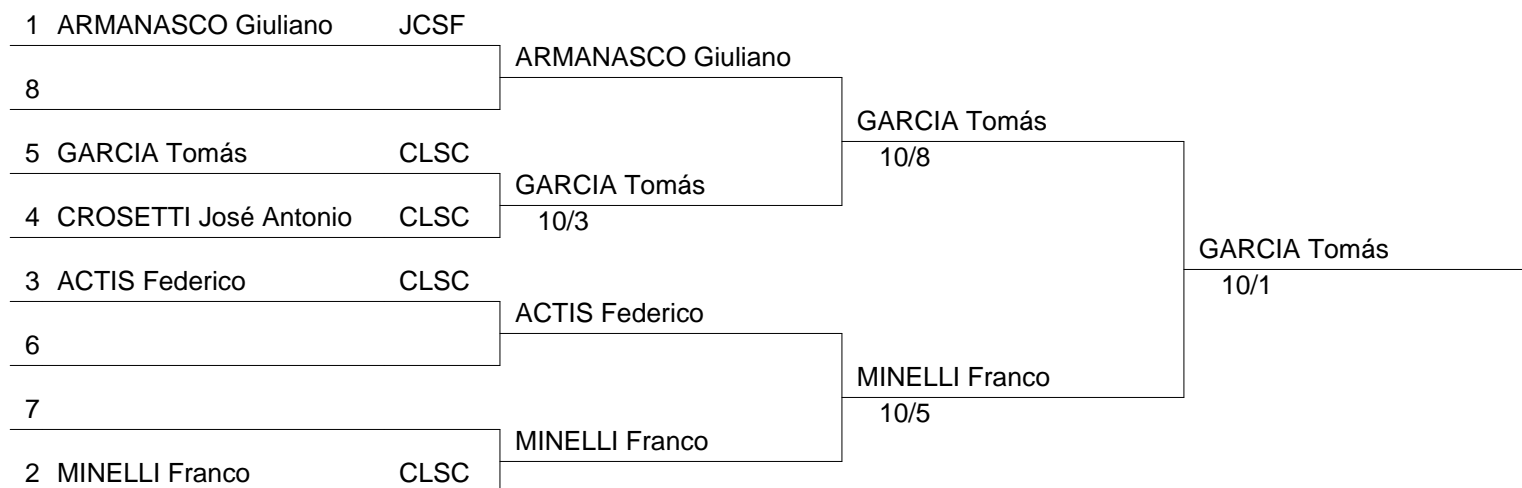 1 ARMANASCO Giuliano JCSF
ARMANASCO Giuliano
8
GARCIA Tomás
5 GARCIA Tomás CLSC
10/8
GARCIA Tomás
4 CROSETTI José Antonio CLSC
10/3
GARCIA Tomás
3 ACTIS Federico CLSC
10/1
ACTIS Federico
6
MINELLI Franco
7
10/5
MINELLI Franco
2 MINELLI Franco CLSC